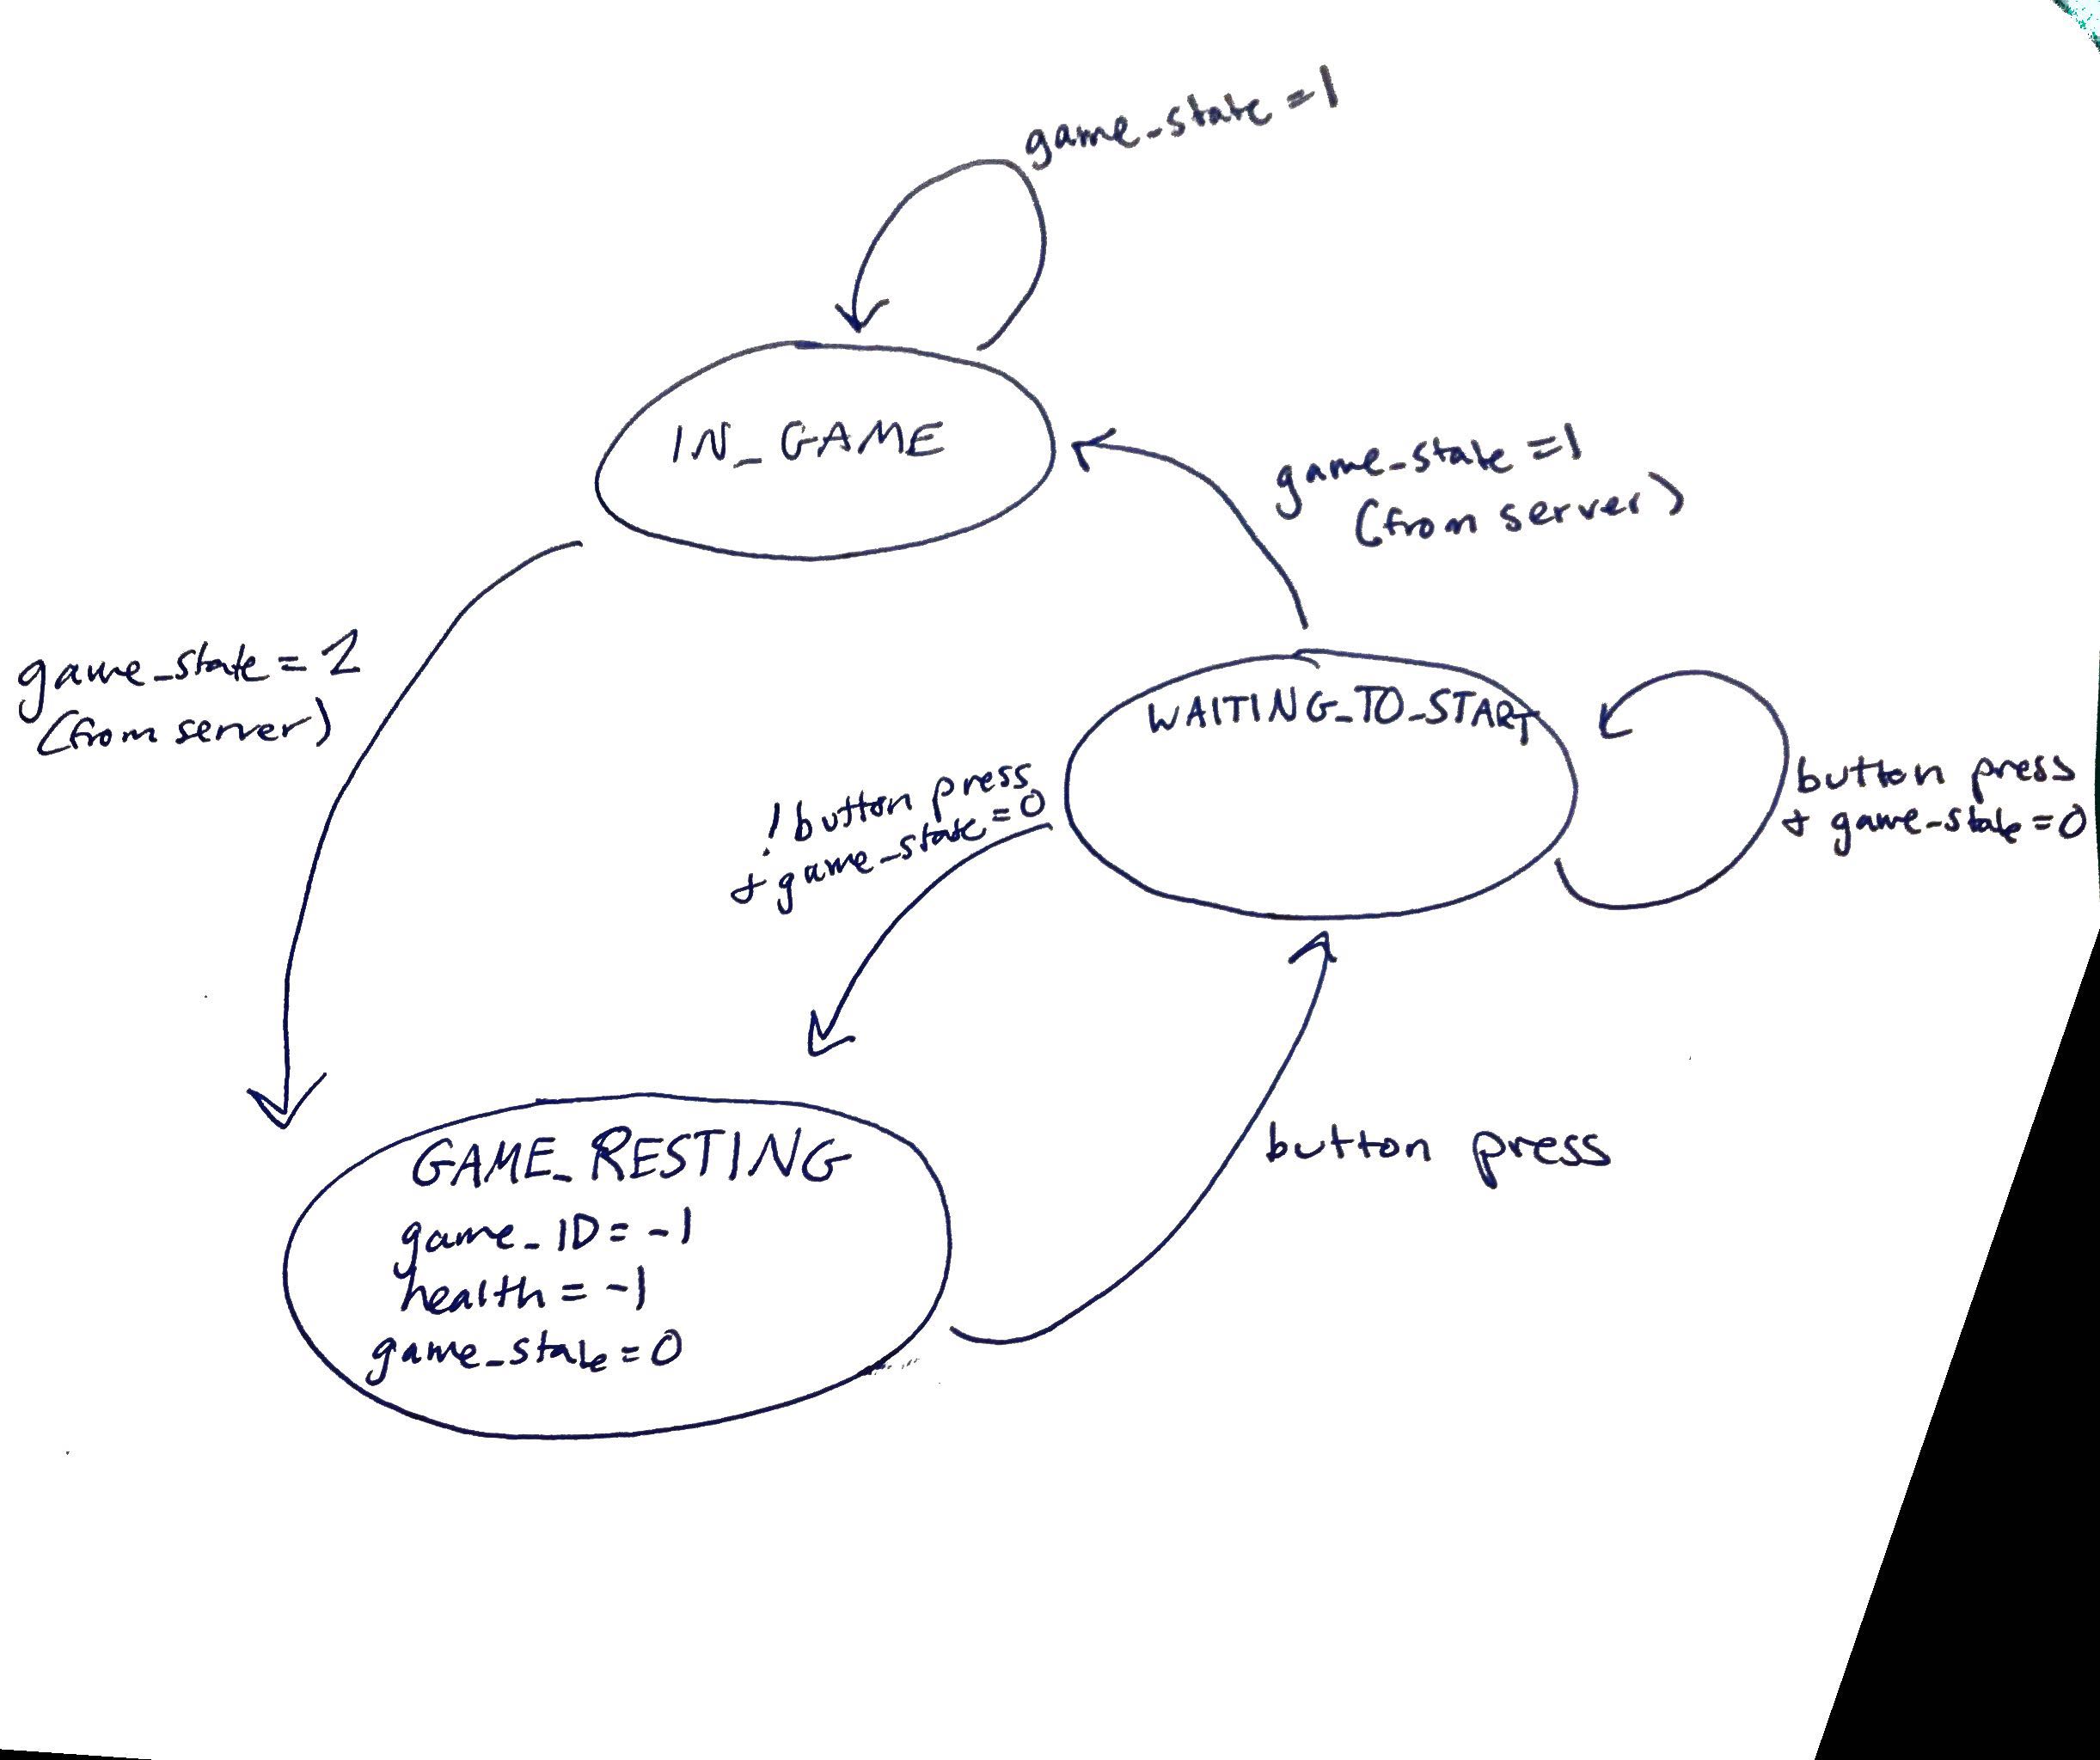 game_state = 1
IN_GAME
game_state = 1
(from server)
game_state = 2
(from server)
WAITING_TO_START
button press
+ game_state = 0
! button press
+ game_state = 0
button press
GAME_RESTING
game_ID = -1
health = -1
game_state = 0